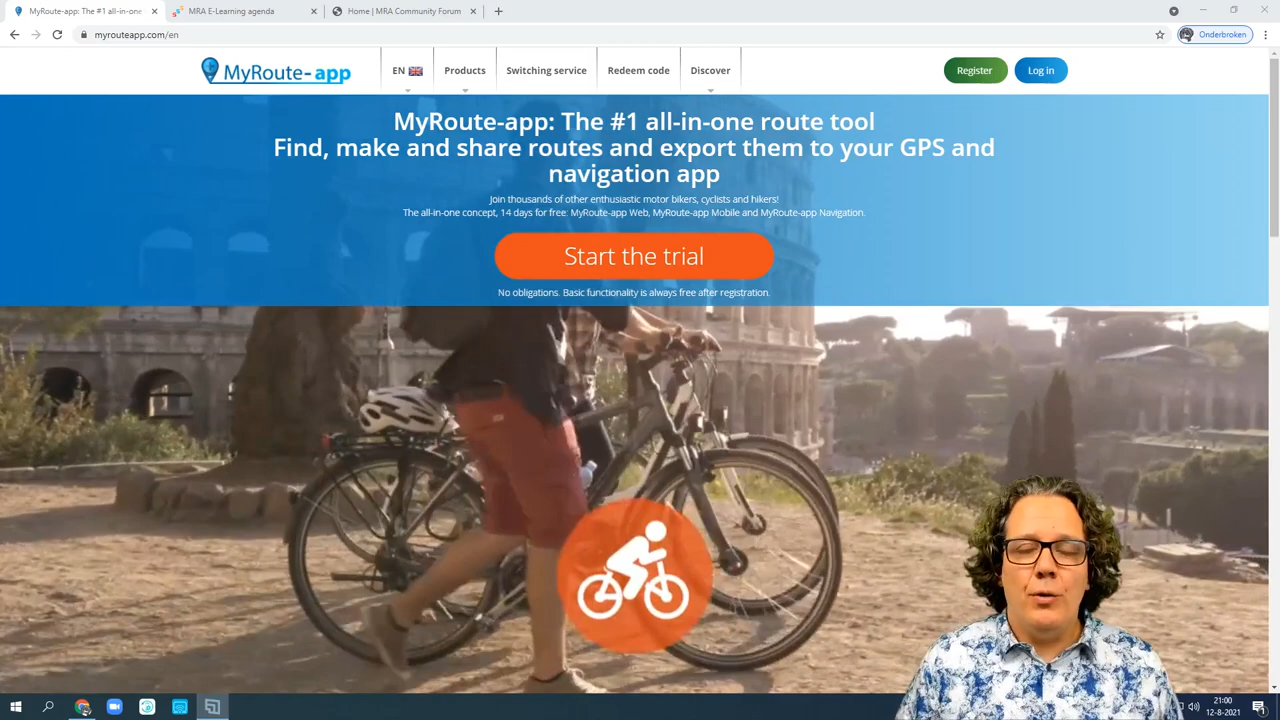 MyRoute-app: The #1 all-in-one
MRA E-Learning agenda
Home | MRA Community Forum
myrouteapp.com/en
Onderbroken
MyRoute-app
EN
Products
Switching service
Redeem code
Discover
Register
Log in
MyRoute-app: The #1 all-in-one route tool
Find, make and share routes and export them to your GPS and
navigation app
Join thousands of other enthusiastic motor bikers, cyclists and hikers!
The all-in-one concept, 14 days for free: MyRoute-app Web, MyRoute-app Mobile and MyRoute-app Navigation.
Start the trial
No obligations. Basic functionality is always free after registration.
21:00
12-8-2021